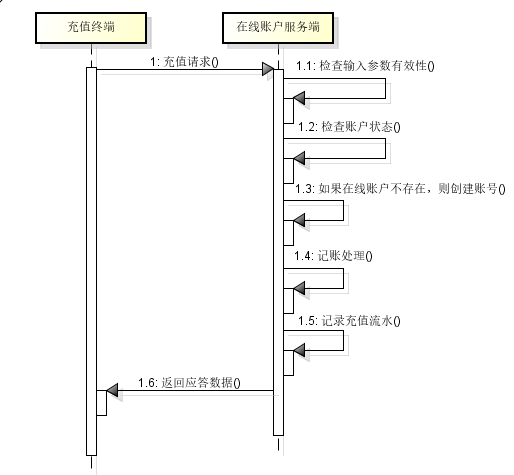 充值终端
在线账户服务端
1: 充值请求()
1.1: 检查输入参数有效性()
1.2: 检查账户状态()
1.3: 如果在线账户不存在，则创建账号()
1.4: 记账处理()
1.5: 记录充值流水()
1.6: 返回应答数据()